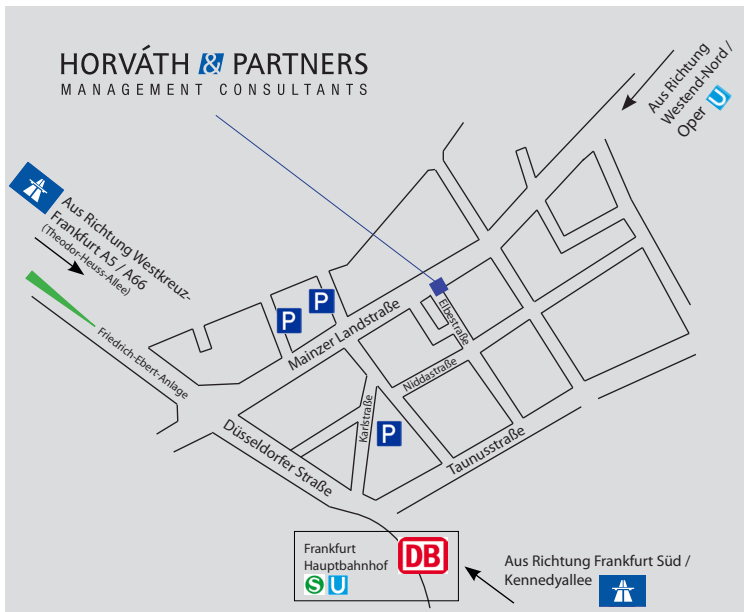 HORVÁTH & PARTNERS
MANAGEMENT CONSULTANTS
Aus Richtung
Westend-Nord /
Oper U
Aus Richtung Westkreuz-
Frankfurt A5 / A66
(Theodor-Heuss-Allee)
P
P
Mainzer Landstraße
Elbestraße
Friedrich-Ebert-Anlage
Niddastraße
Karlstraße
P
Düsseldorfer Straße
Taunusstraße
Frankfurt
Hauptbahnhof
S U
DB
Aus Richtung Frankfurt Süd /
Kennedyallee